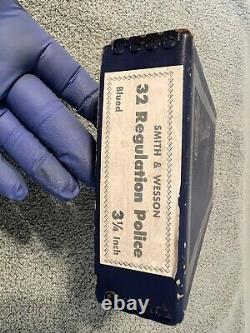 SMITH & WESSON
32 Regulation Police
Blued 3¼ Inch